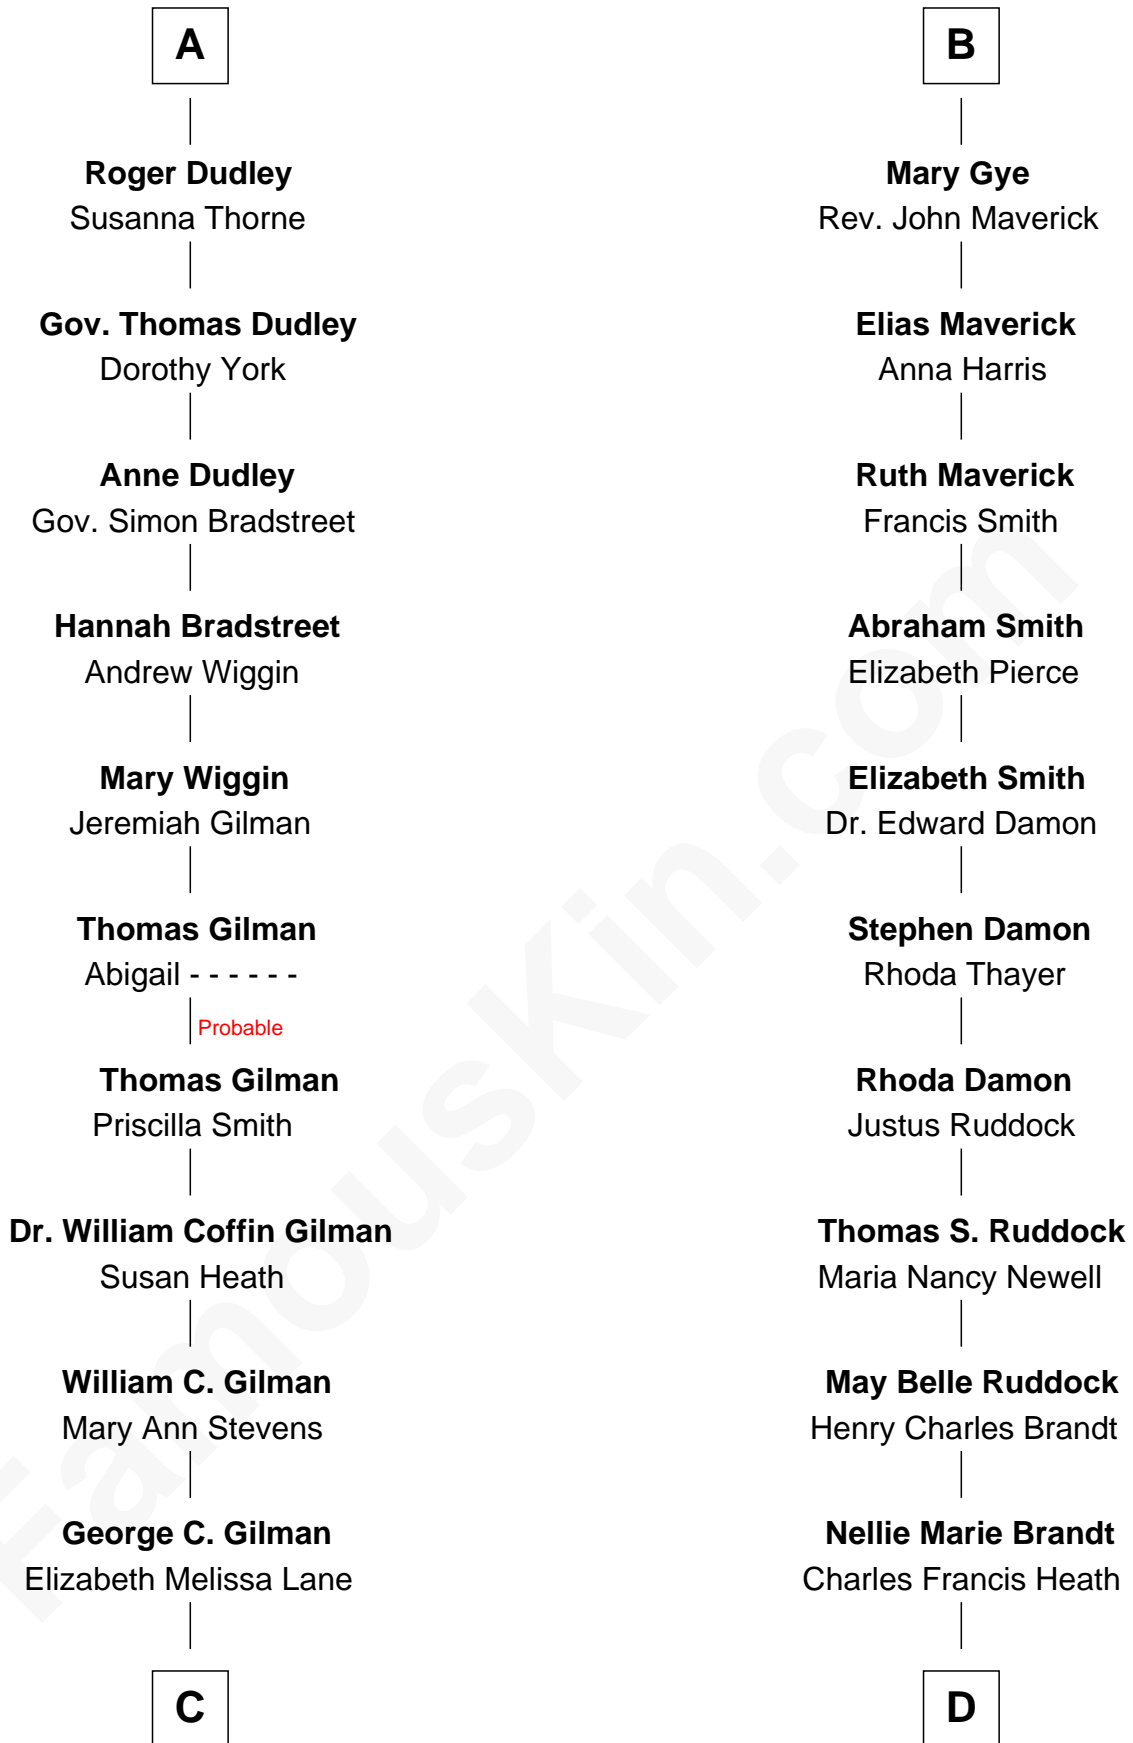 A
Roger Dudley
Susanna Thorne
Gov. Thomas Dudley
Dorothy York
Anne Dudley
Gov. Simon Bradstreet
Hannah Bradstreet
Andrew Wiggin
Mary Wiggin
Jeremiah Gilman
Thomas Gilman
Abigail - - - - - -
Probable
Thomas Gilman
Priscilla Smith
Dr. William Coffin Gilman
Susan Heath
William C. Gilman
Mary Ann Stevens
George C. Gilman
Elizabeth Melissa Lane
C
B
Mary Gye
Rev. John Maverick
Elias Maverick
Anna Harris
Ruth Maverick
Francis Smith
Abraham Smith
Elizabeth Pierce
Elizabeth Smith
Dr. Edward Damon
Stephen Damon
Rhoda Thayer
Rhoda Damon
Justus Ruddock
Thomas S. Ruddock
Maria Nancy Newell
May Belle Ruddock
Henry Charles Brandt
Nellie Marie Brandt
Charles Francis Heath
D
FamousKin.com